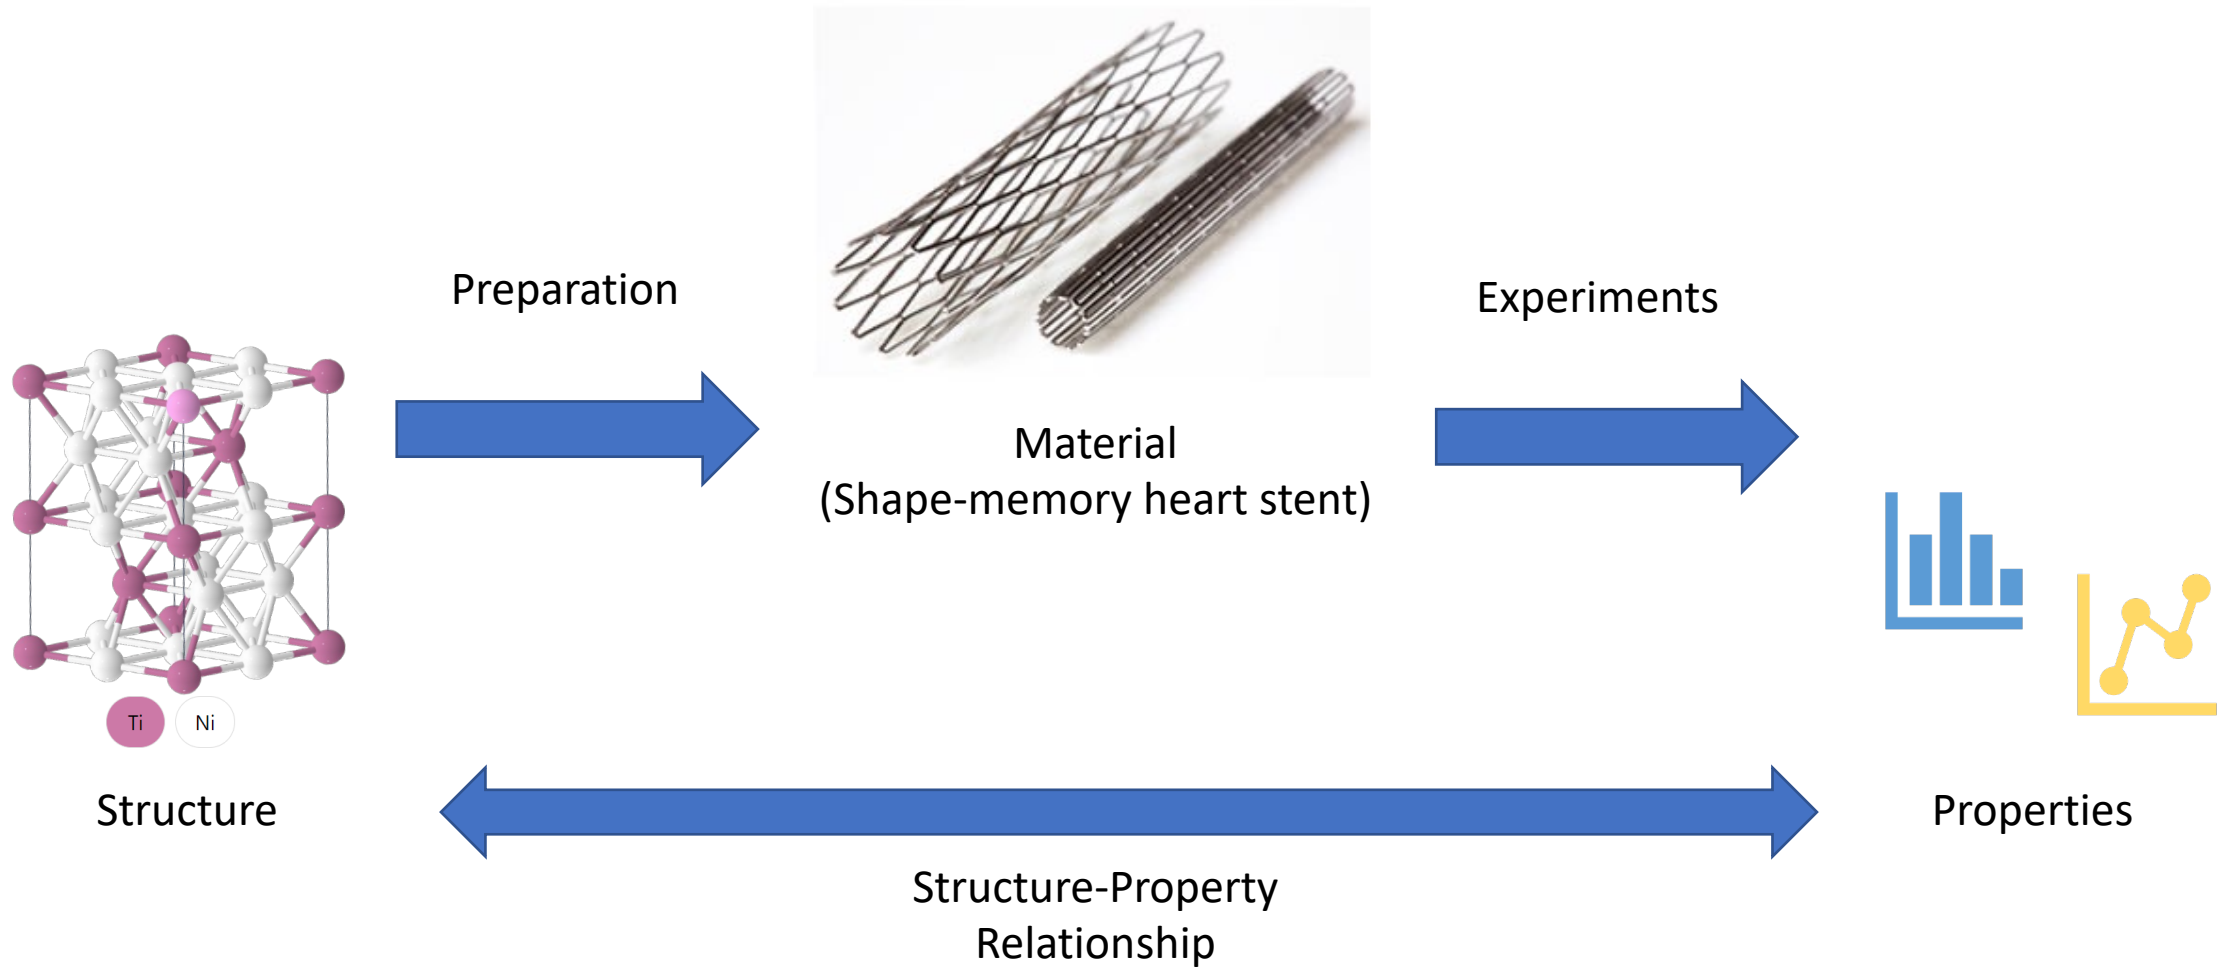 Preparation
Experiments
Material
(Shape-memory heart stent)
Ti
Ni
Structure
Properties
Structure-Property
Relationship